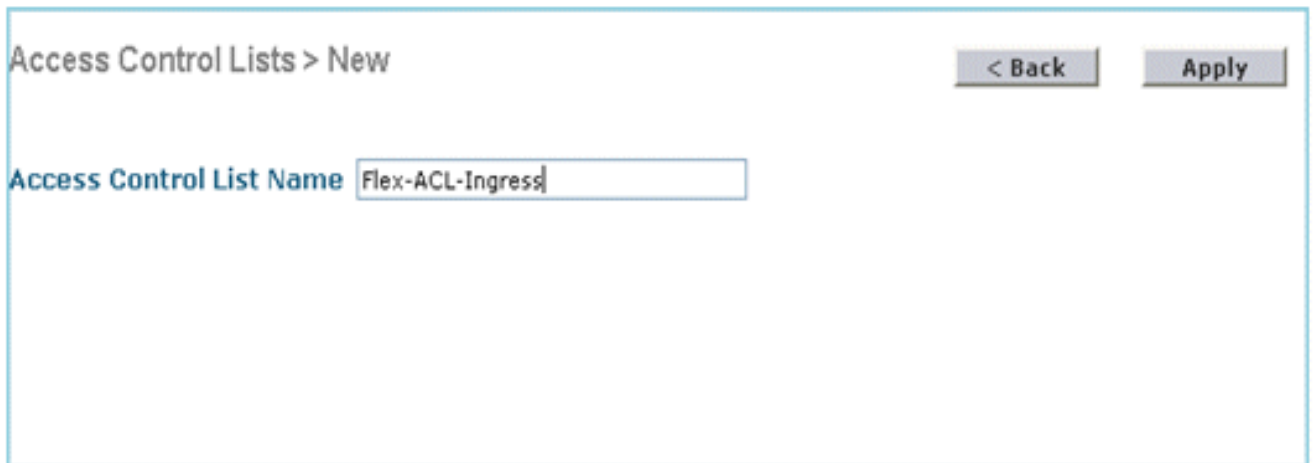 Access Control Lists > New
< Back
Apply
Access Control List Name
Flex-ACL-Ingress